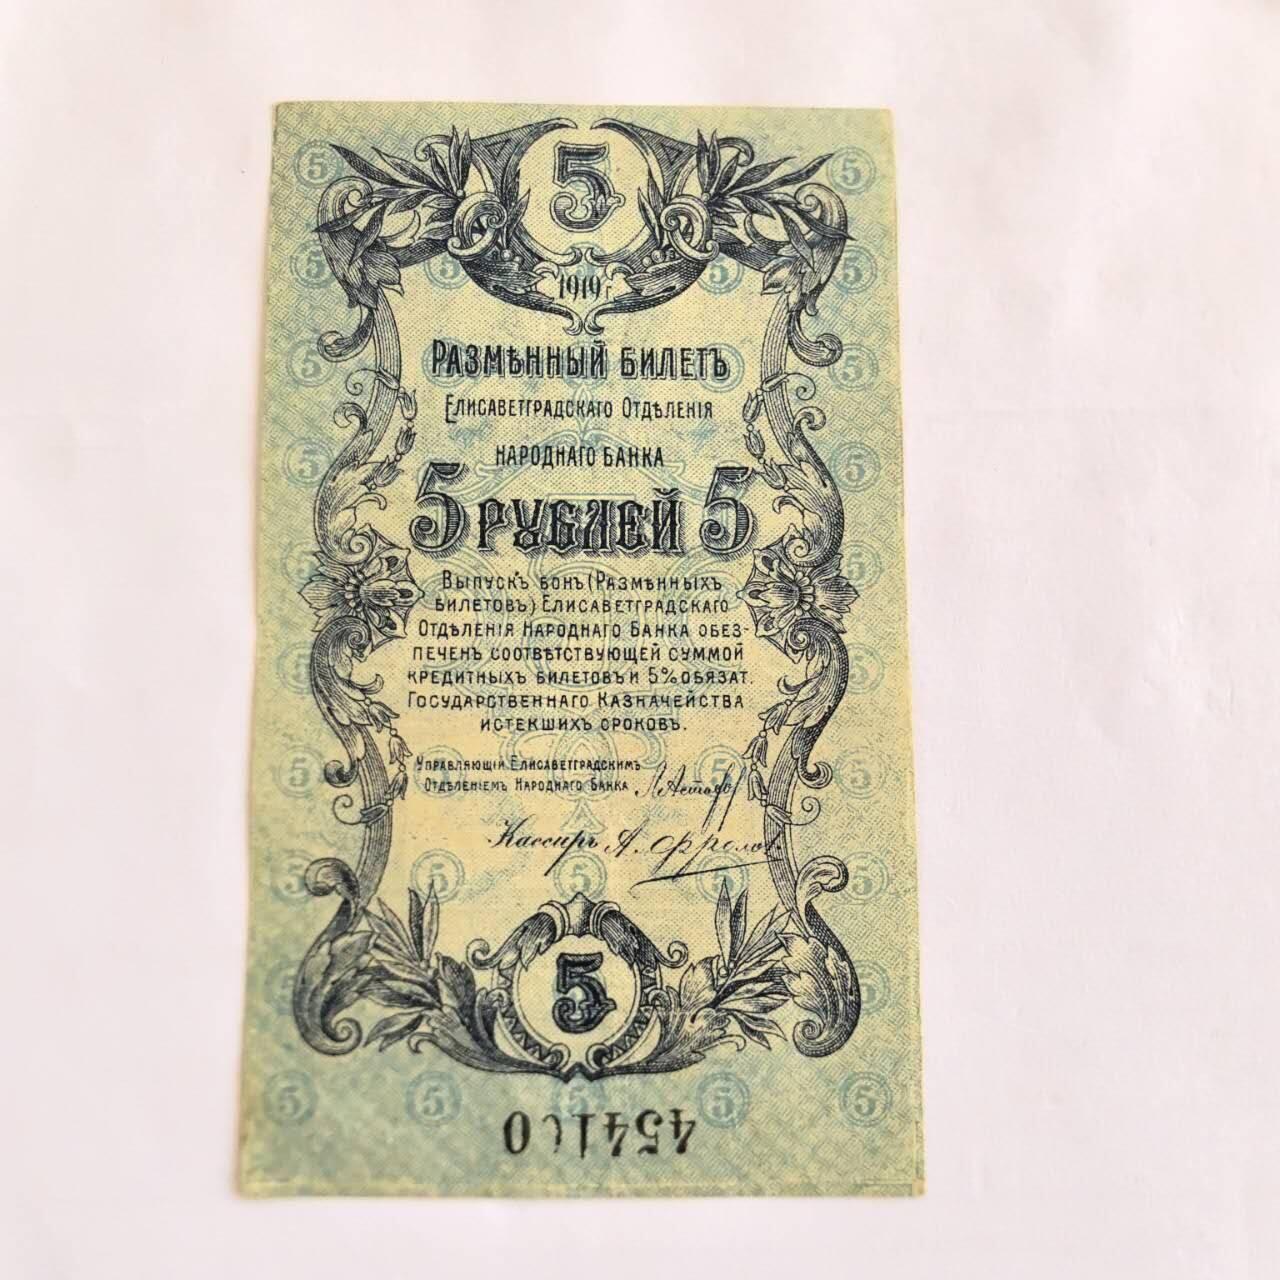 5
1919 г.
РАЗМѢННЫЙ БИЛЕТЪ
ЕЛИСАВЕТГРАДСКАГО ОТДѢЛЕНІЯ
НАРОДНАГО БАНКА
5 РУБЛЕЙ 5
ВЫПУСКЪ БОНЪ (РАЗМѢННЫХЪ
БИЛЕТОВЪ) ЕЛИСАВЕТГРАДСКАГО
ОТДѢЛЕНІЯ НАРОДНАГО БАНКА ОБЕЗ-
ПЕЧЕНЪ СООТВѢТСТВУЮЩЕЙ СУММОЙ
КРЕДИТНЫХЪ БИЛЕТОВЪ И 5% ОБЯЗАТ.
ГОСУДАРСТВЕННАГО КАЗНАЧЕЙСТВА
ИСТЕКШИХЪ СРОКОВЪ.
УПРАВЛЯЮЩІЙ ЕЛИСАВЕТГРАДСКИМЪ
ОТДѢЛЕНІЕМЪ НАРОДНАГО БАНКА
Кассиръ А. Фролов
5
454100